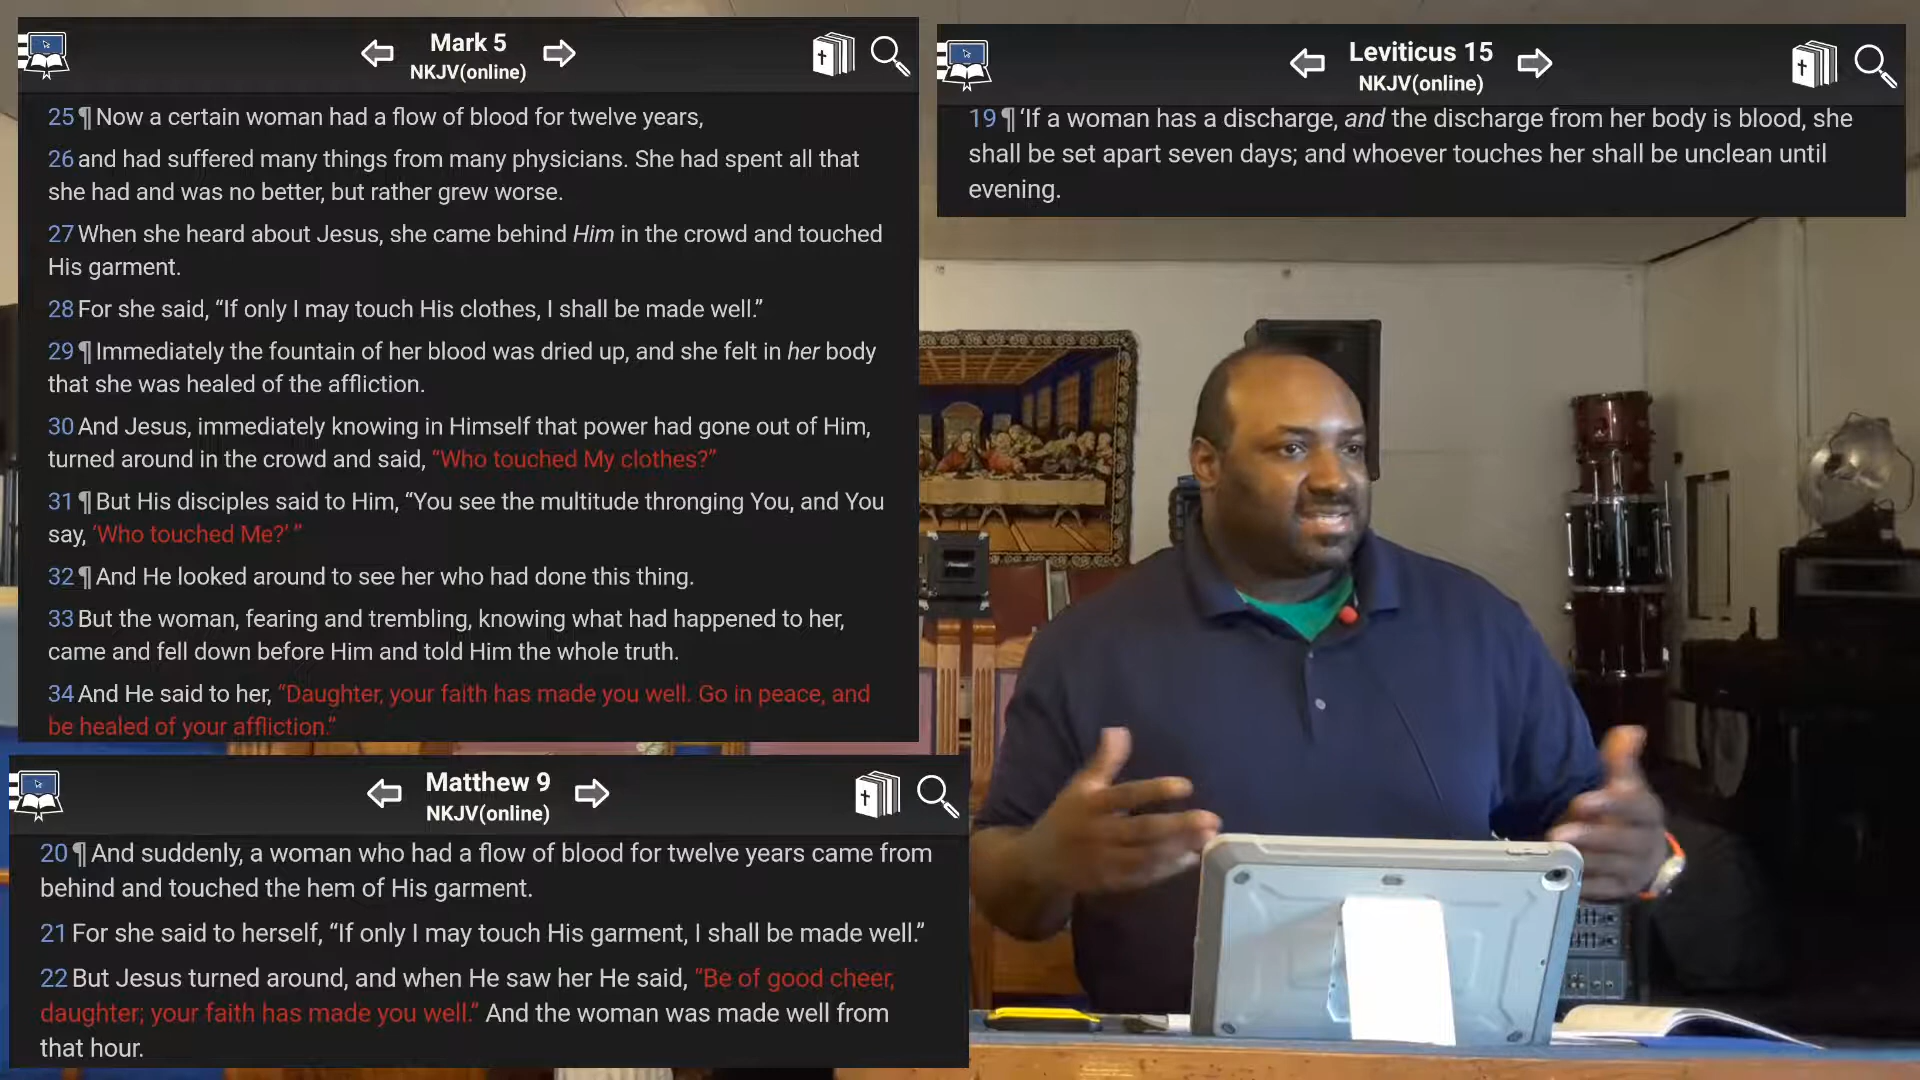 Mark 5
NKJV(online)
25 ¶ Now a certain woman had a flow of blood for twelve years,
26 and had suffered many things from many physicians. She had spent all that
she had and was no better, but rather grew worse.
27 When she heard about Jesus, she came behind Him in the crowd and touched
His garment.
28 For she said, “If only I may touch His clothes, I shall be made well.”
29 ¶ Immediately the fountain of her blood was dried up, and she felt in her body
that she was healed of the affliction.
30 And Jesus, immediately knowing in Himself that power had gone out of Him,
turned around in the crowd and said, “Who touched My clothes?”
31 ¶ But His disciples said to Him, “You see the multitude thronging You, and You
say, ‘Who touched Me?’ ”
32 ¶ And He looked around to see her who had done this thing.
33 But the woman, fearing and trembling, knowing what had happened to her,
came and fell down before Him and told Him the whole truth.
34 And He said to her, “Daughter, your faith has made you well. Go in peace, and
be healed of your affliction.”
Matthew 9
NKJV(online)
20 ¶ And suddenly, a woman who had a flow of blood for twelve years came from
behind and touched the hem of His garment.
21 For she said to herself, “If only I may touch His garment, I shall be made well.”
22 But Jesus turned around, and when He saw her He said, “Be of good cheer,
daughter; your faith has made you well.” And the woman was made well from
that hour.
Leviticus 15
NKJV(online)
19 ¶ ‘If a woman has a discharge, and the discharge from her body is blood, she
shall be set apart seven days; and whoever touches her shall be unclean until
evening.